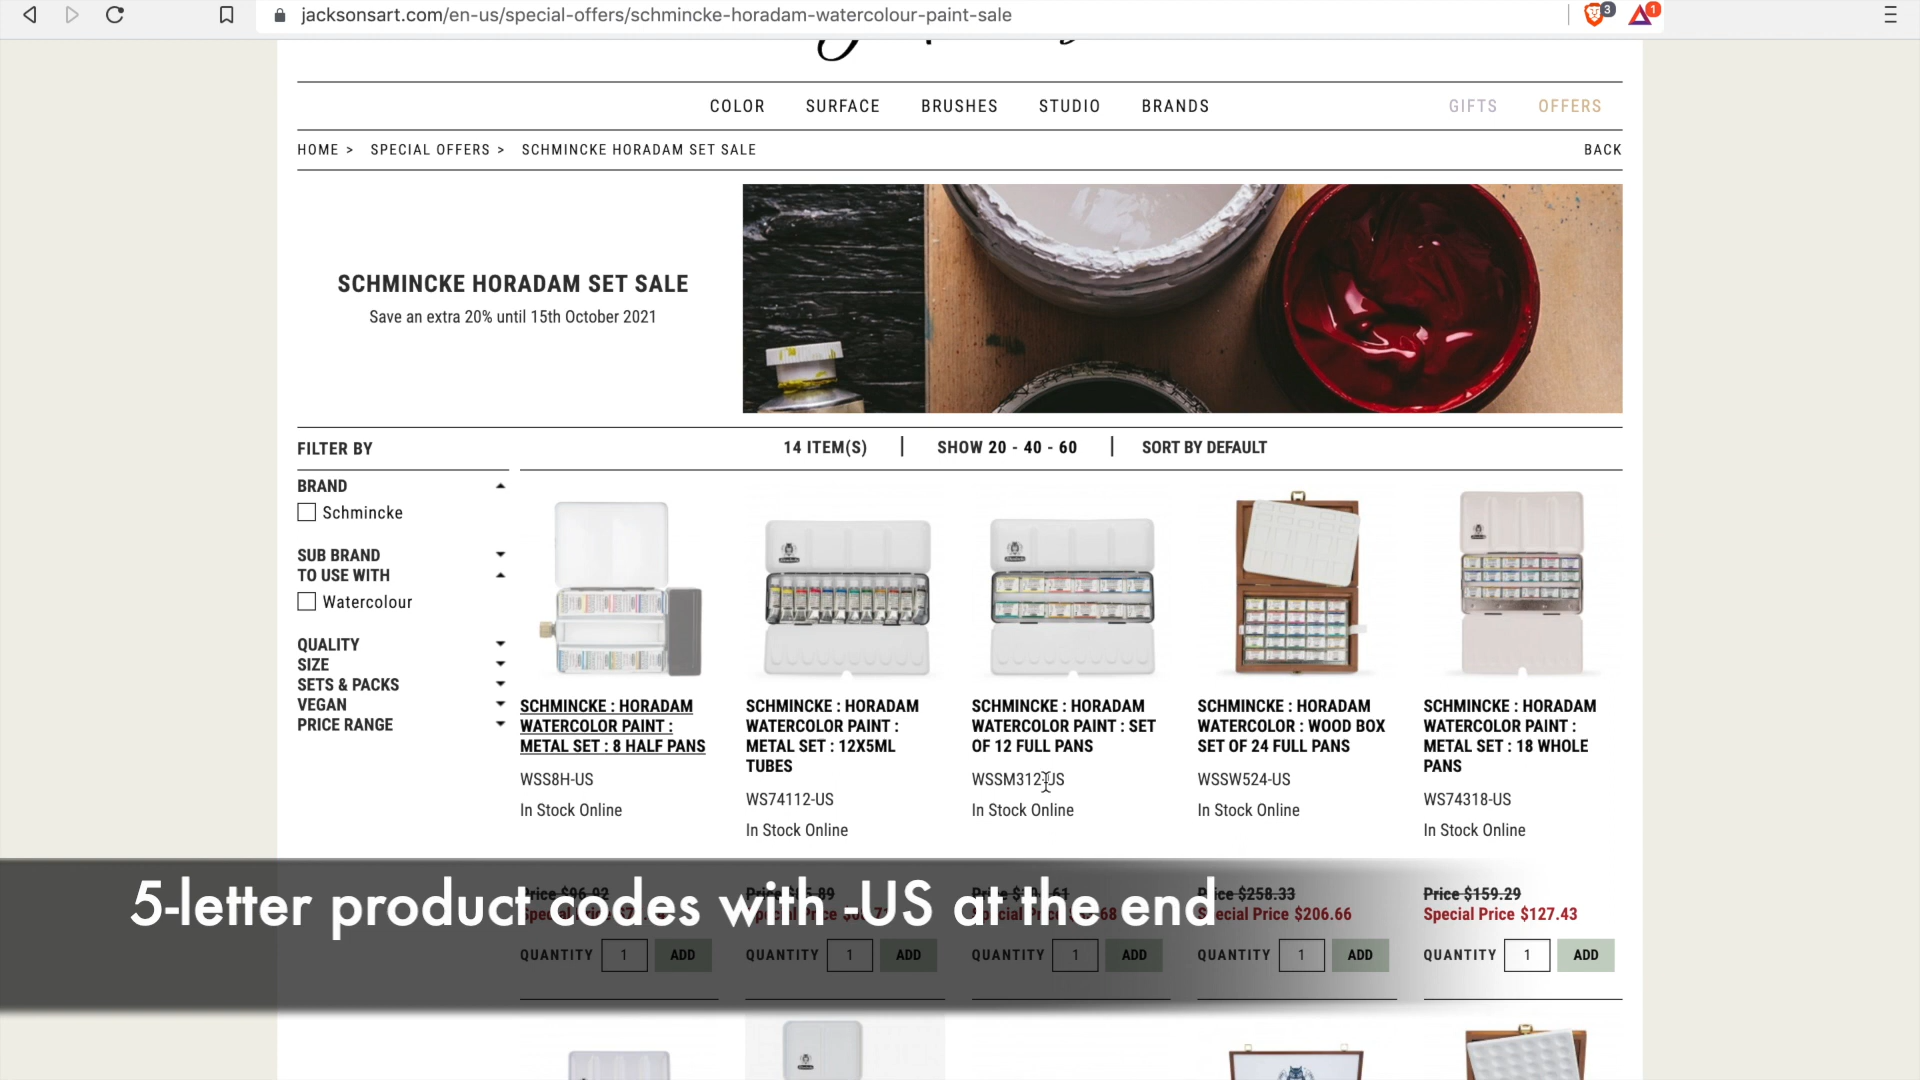 jacksonsart.com/en-us/special-offers/schmincke-horadam-watercolour-paint-sale
3
1
COLOR SURFACE BRUSHES STUDIO BRANDS GIFTS OFFERS
HOME > SPECIAL OFFERS > SCHMINCKE HORADAM SET SALE BACK
SCHMINCKE HORADAM SET SALE
Save an extra 20% until 15th October 2021
FILTER BY
14 ITEM(S) | SHOW 20 - 40 - 60 | SORT BY DEFAULT
BRAND
Schmincke
SUB BRAND
TO USE WITH
Watercolour
QUALITY
SIZE
SETS & PACKS
VEGAN
PRICE RANGE
SCHMINCKE : HORADAM
WATERCOLOR PAINT :
METAL SET : 8 HALF PANS
WSS8H-US
In Stock Online
SCHMINCKE : HORADAM
WATERCOLOR PAINT :
METAL SET : 12X5ML
TUBES
WS74112-US
In Stock Online
SCHMINCKE : HORADAM
WATERCOLOR PAINT : SET
OF 12 FULL PANS
WSSM312-US
In Stock Online
SCHMINCKE : HORADAM
WATERCOLOR : WOOD BOX
SET OF 24 FULL PANS
WSSW524-US
In Stock Online
SCHMINCKE : HORADAM
WATERCOLOR PAINT :
METAL SET : 18 WHOLE
PANS
WS74318-US
In Stock Online
Price $96.92
Price $258.33
Special Price $206.66
Price $159.29
Special Price $127.43
5-letter product codes with -US at the end
QUANTITY 1 ADD QUANTITY 1 ADD QUANTITY 1 ADD QUANTITY 1 ADD QUANTITY 1 ADD